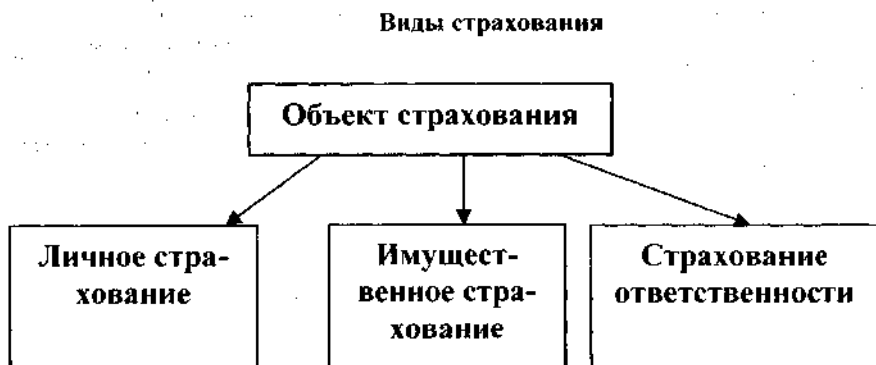 Виды страхования
Объект страхования
Личное стра-
хование
Имущест-
венное стра-
хование
Страхование
ответственности